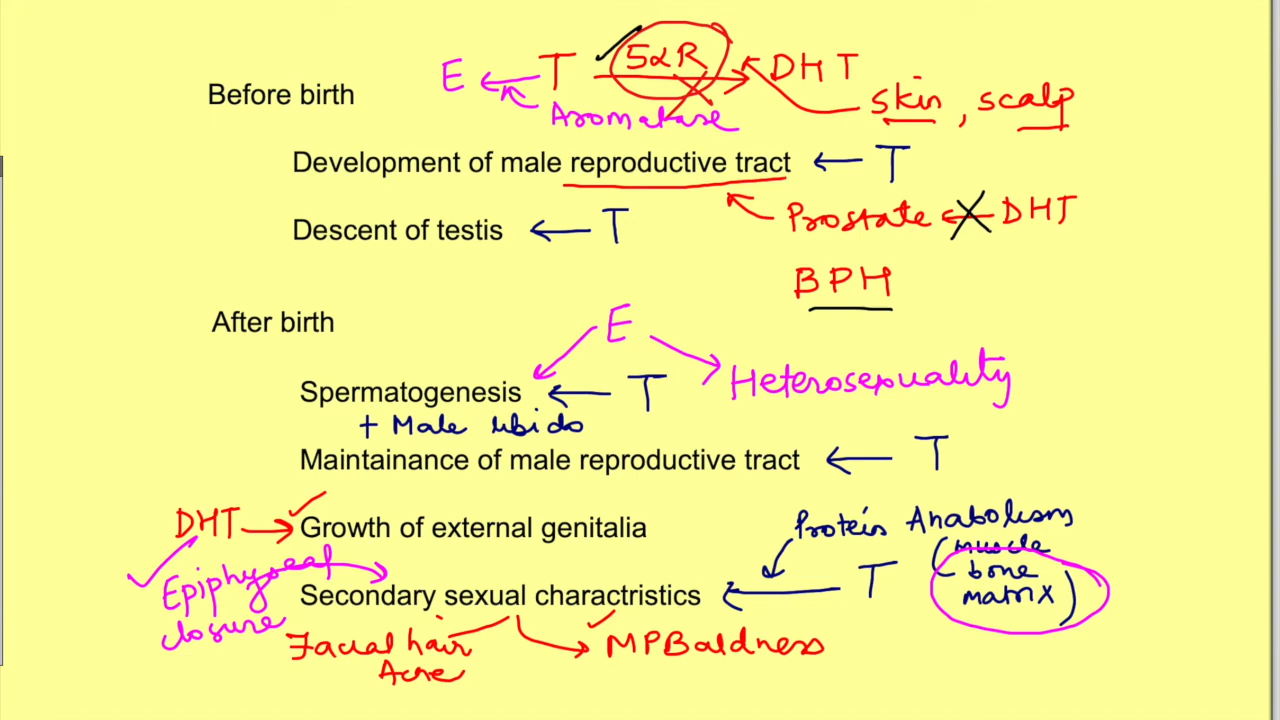 E ← T 5αR → DHT
Before birth
Aromatase
skin, scalp
Development of male reproductive tract ← T
Prostate ← DHT
Descent of testis ← T
BPH
After birth
E
Heterosexuality
Spermatogenesis ← T
+ Male libido
Maintainance of male reproductive tract ← T
DHT → Growth of external genitalia
Protein Anabolism
(muscle
bone
matrix)
Epiphyseal
closure
Secondary sexual charactristics ← T
Facial hair
Acne
MPBaldness